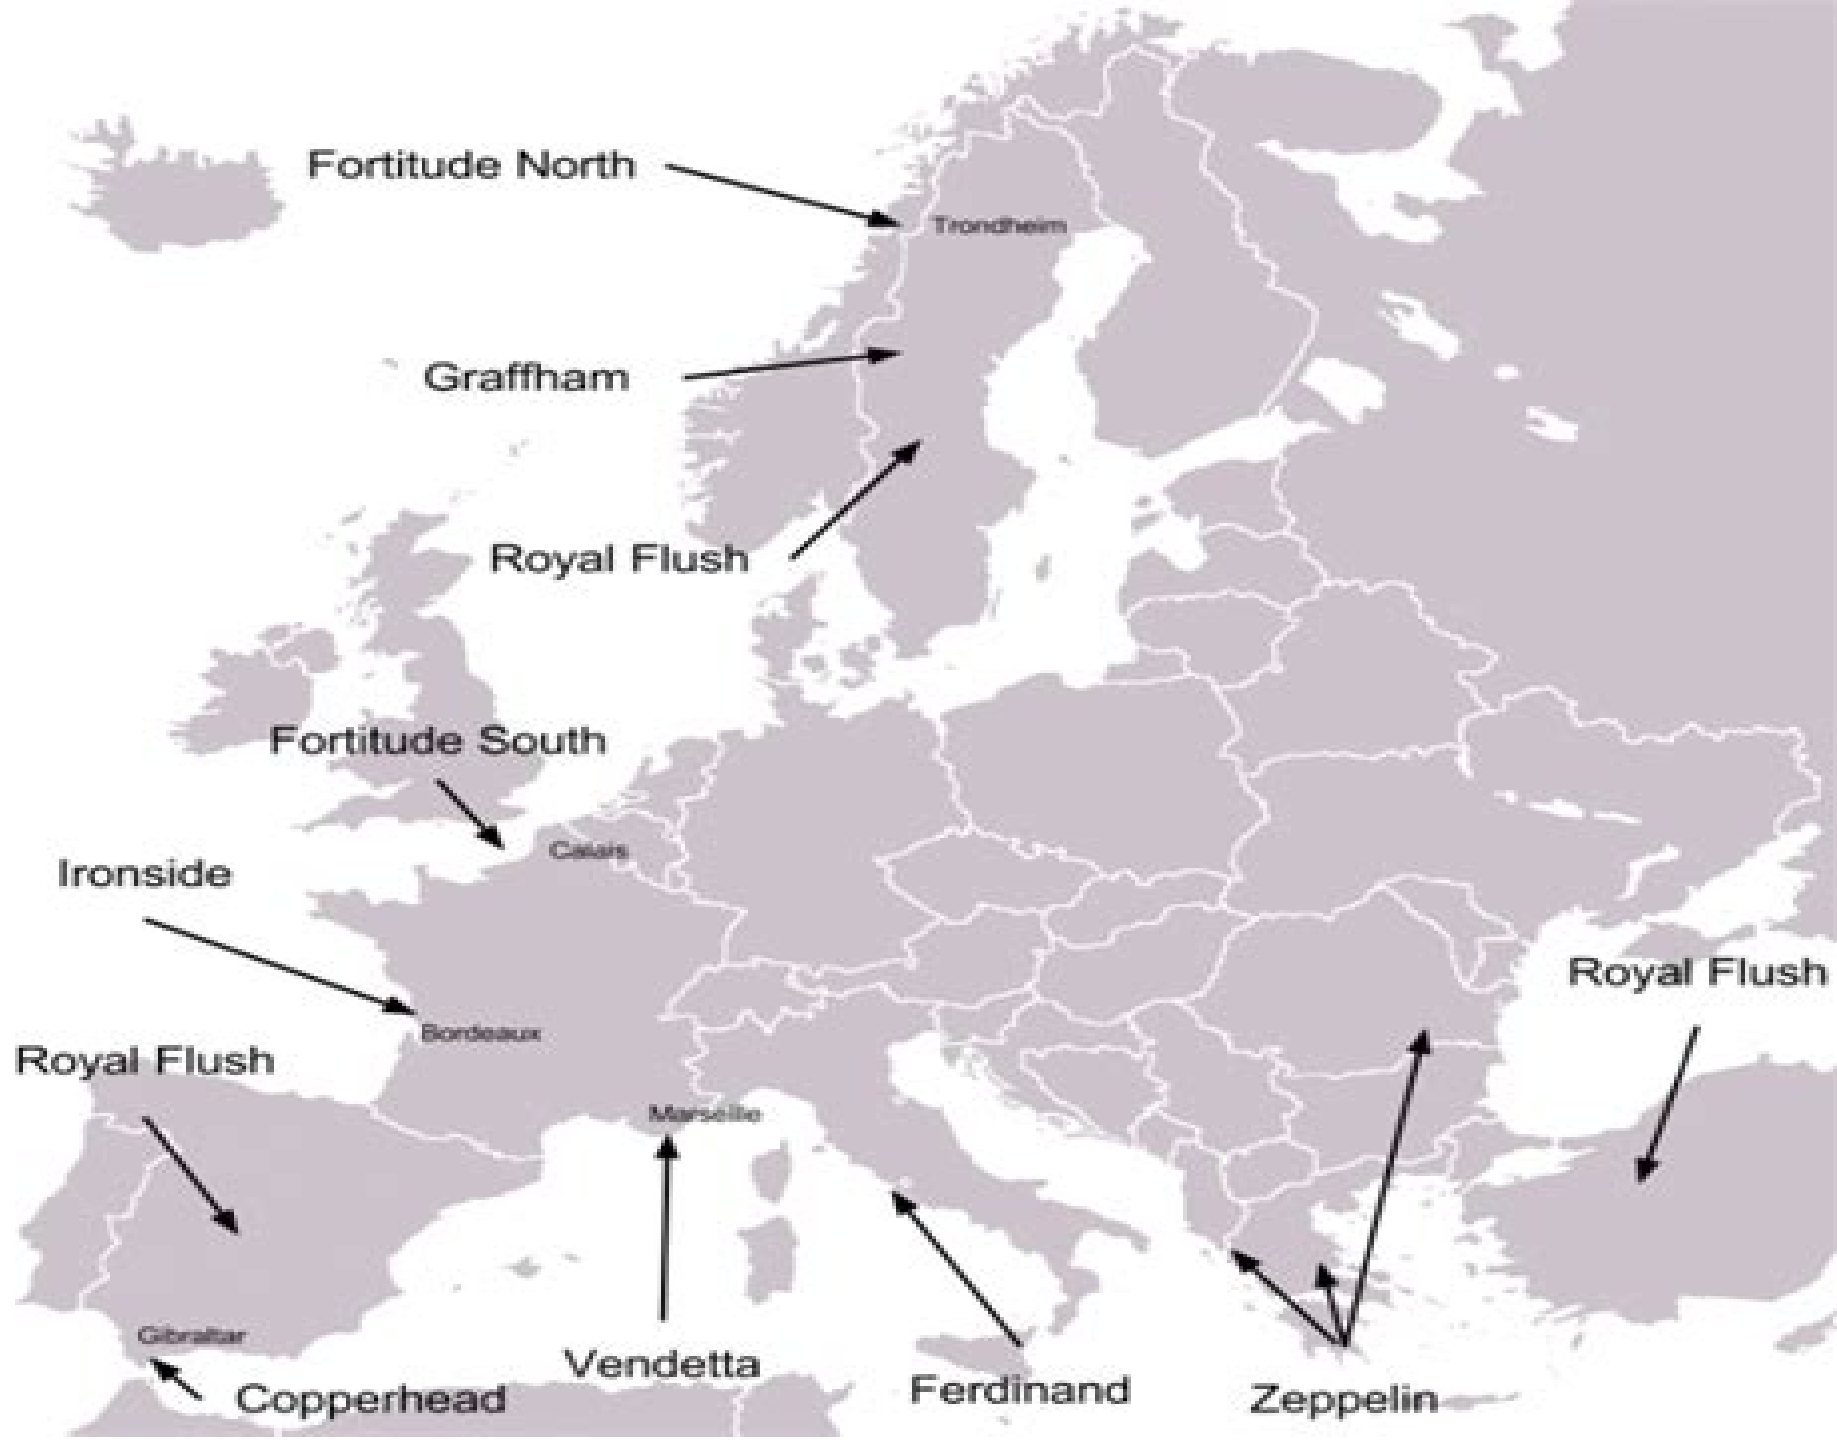 Fortitude North
Trondheim
Graffham
Royal Flush
Fortitude South
Calais
Ironside
Royal Flush
Bordeaux
Royal Flush
Marseille
Gibraltar
Vendetta
Copperhead
Ferdinand
Zeppelin